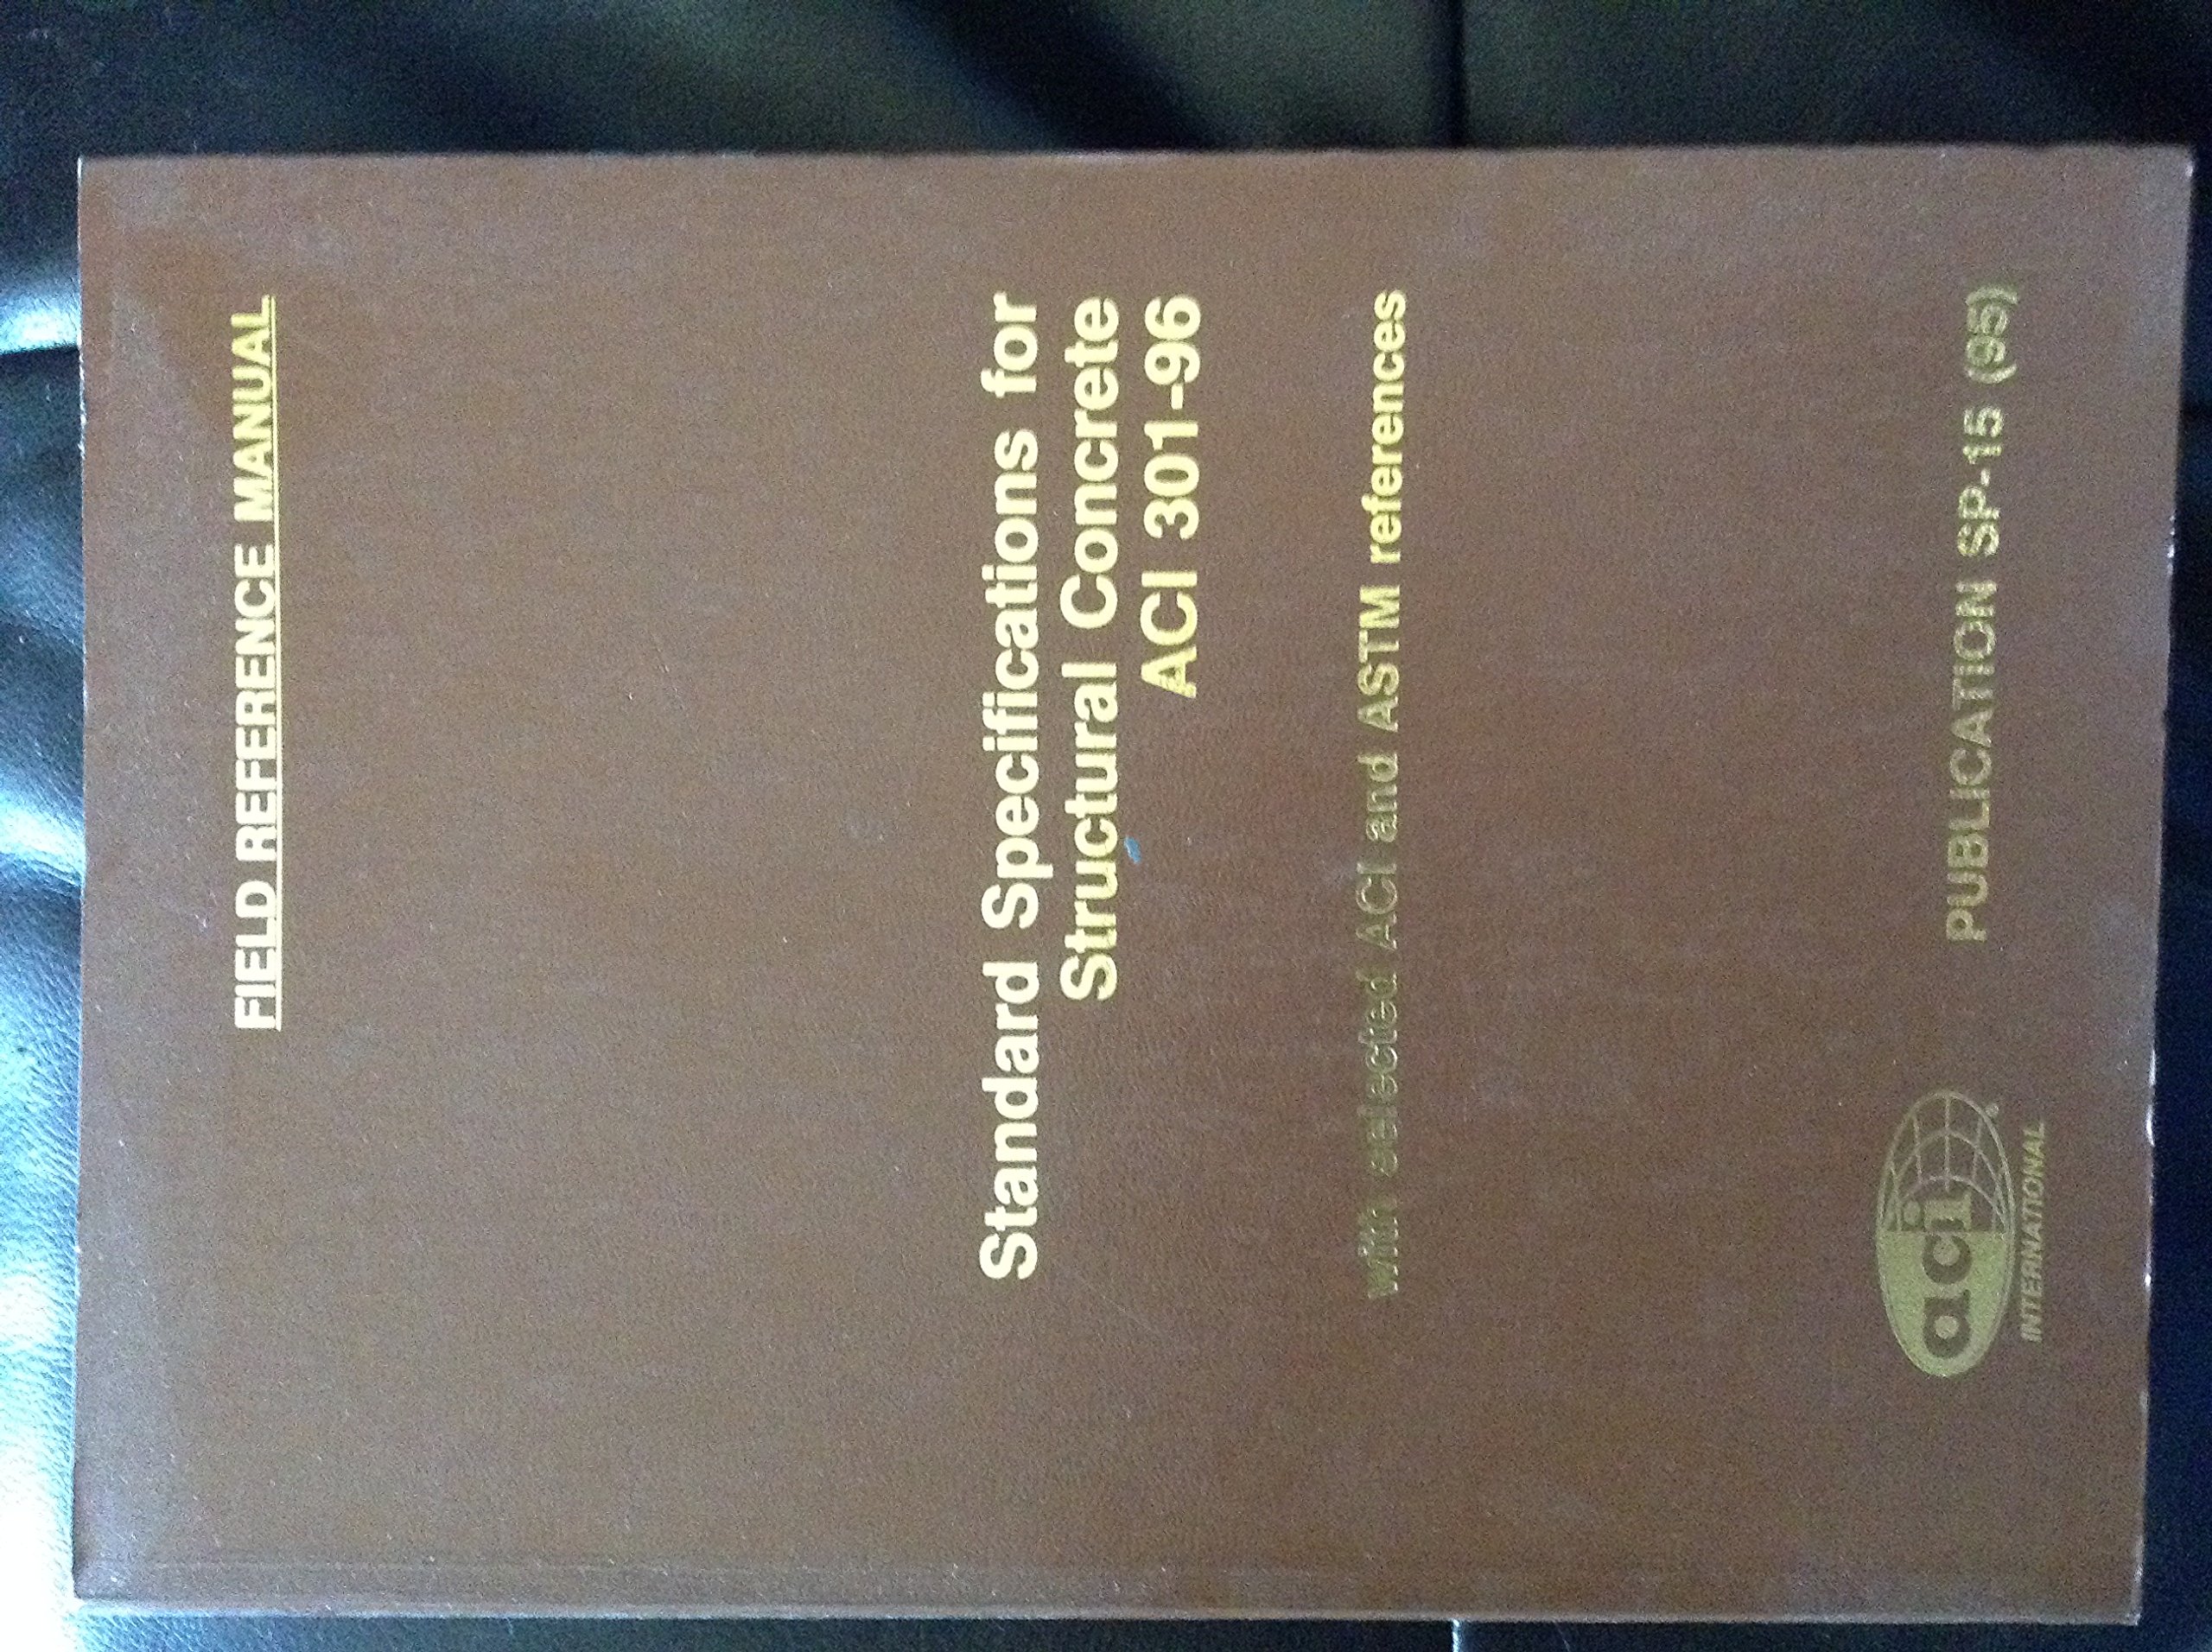 FIELD REFERENCE MANUAL
Standard Specifications for
Structural Concrete
ACI 301-96
with selected ACI and ASTM references
aci
INTERNATIONAL
PUBLICATION SP-15 (95)